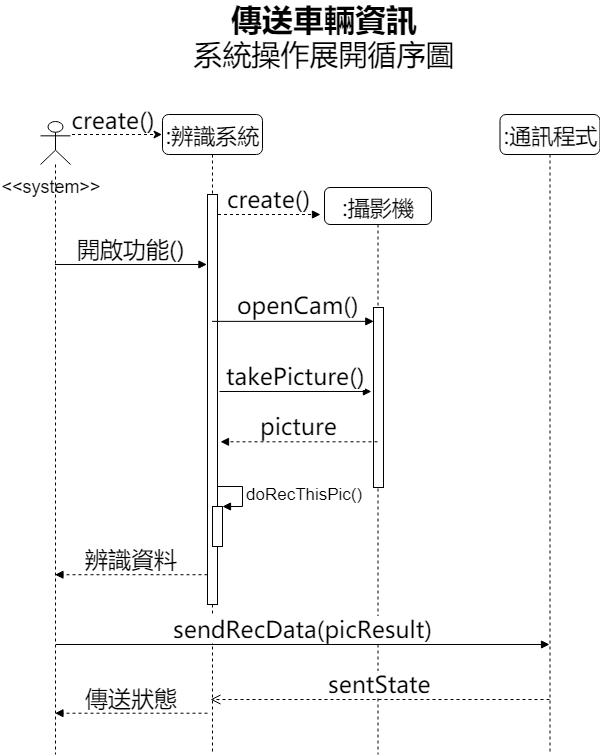 傳送車輛資訊
系統操作展開循序圖
create()
:辨識系統
:通訊程式
<<system>>
create()
:攝影機
開啟功能()
openCam()
takePicture()
picture
doRecThisPic()
辨識資料
sendRecData(picResult)
sentState
傳送狀態